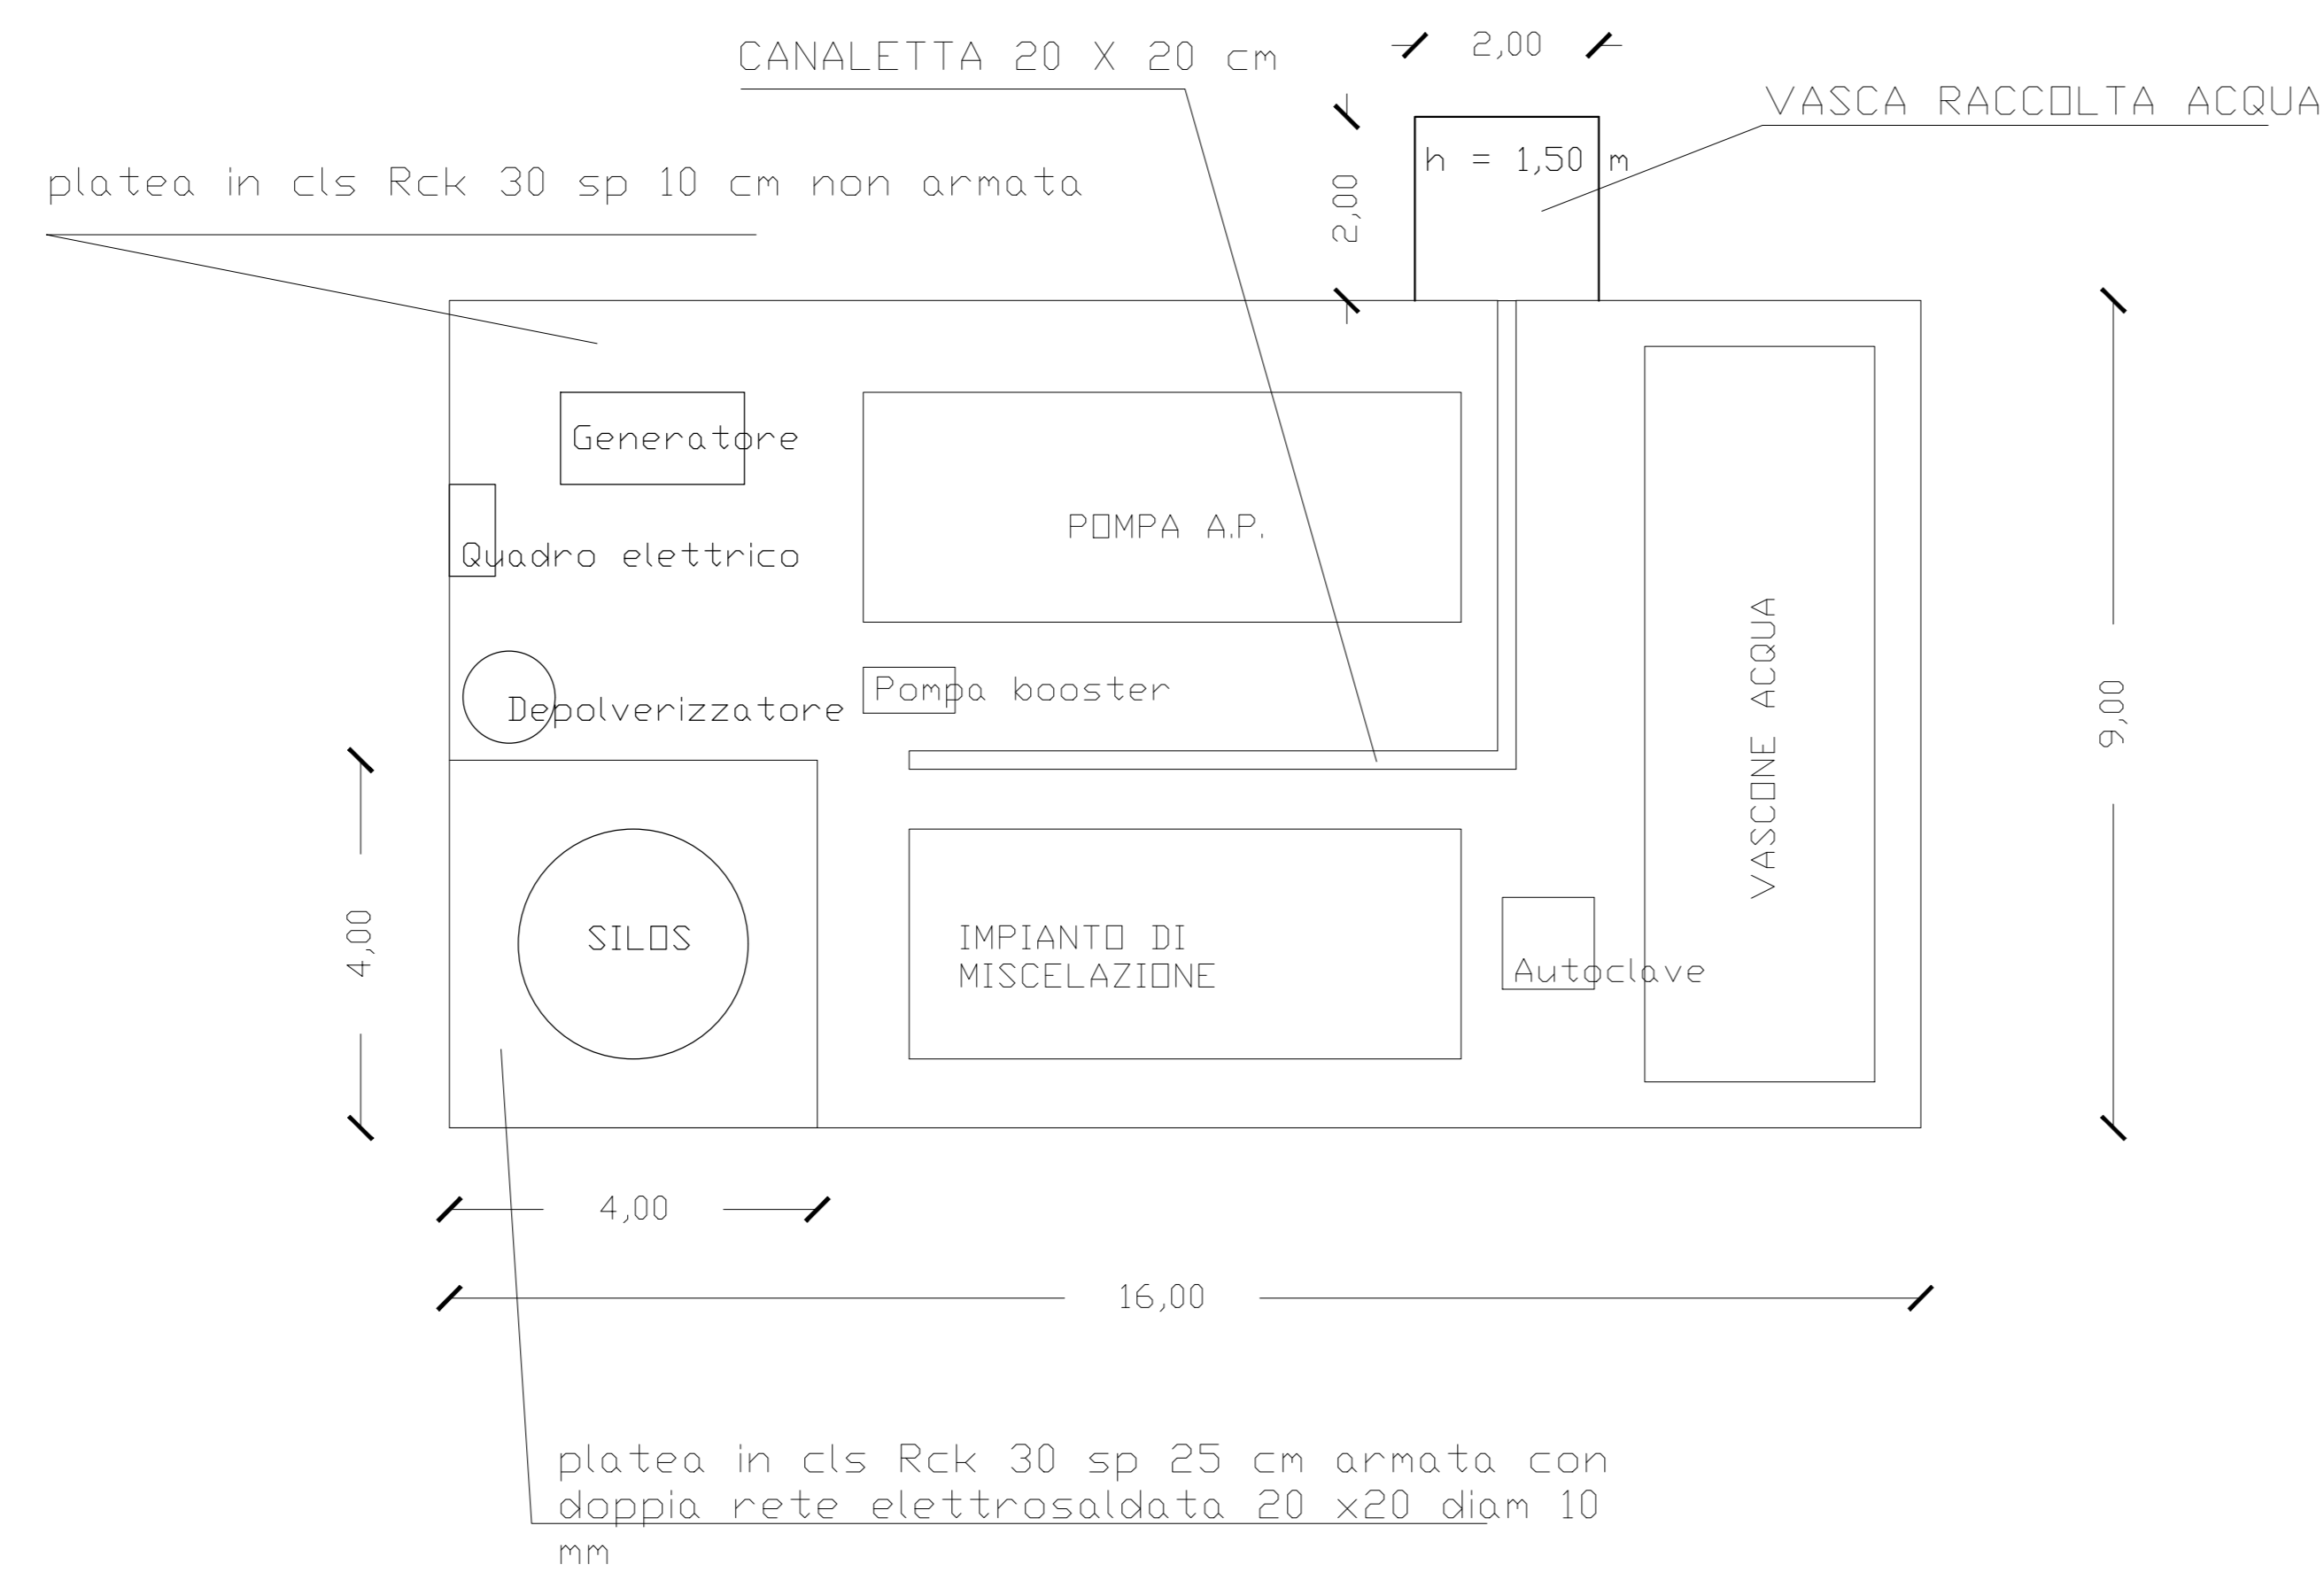 CANALETTA 20 X 20 cm
2,00
VASCA RACCOLTA ACQUA
h = 1,50 m
platea in cls Rck 30 sp 10 cm non armata
2,00
Generatore
POMPA A.P.
Quadro elettrico
Depolverizzatore
Pompa booster
VASCONE ACQUA
9,00
4,00
SILOS
IMPIANTO DI
MISCELAZIONE
Autoclave
4,00
16,00
platea in cls Rck 30 sp 25 cm armata con
doppia rete elettrosaldata 20 x20 diam 10
mm